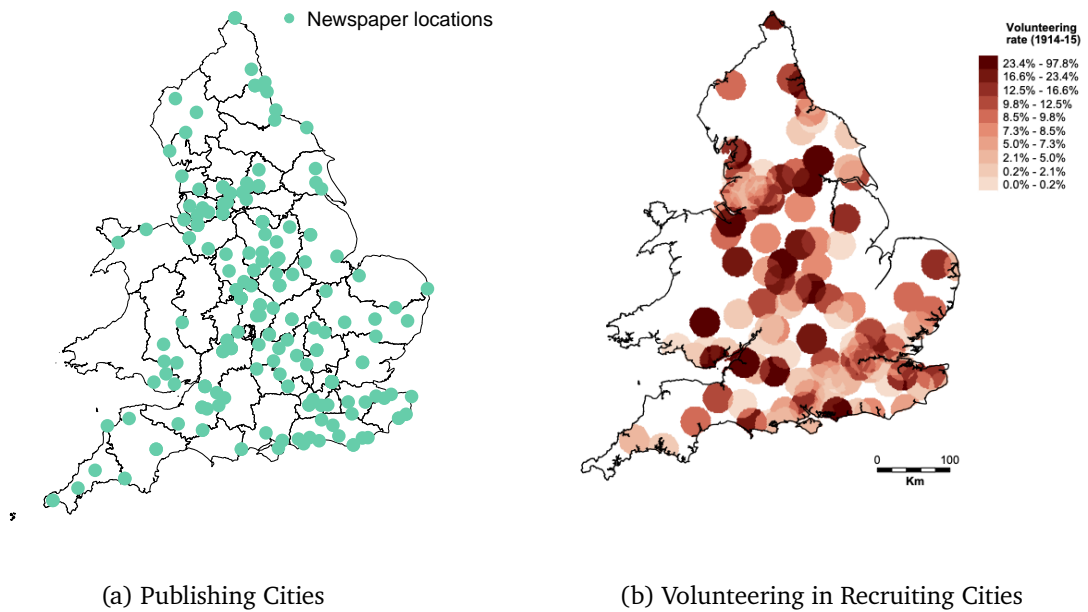 Newspaper locations
Volunteering
rate (1914-15)
23.4% - 97.8%
16.6% - 23.4%
12.5% - 16.6%
9.8% - 12.5%
8.5% - 9.8%
7.3% - 8.5%
5.0% - 7.3%
2.1% - 5.0%
0.2% - 2.1%
0.0% - 0.2%
0 100
Km
(a) Publishing Cities
(b) Volunteering in Recruiting Cities